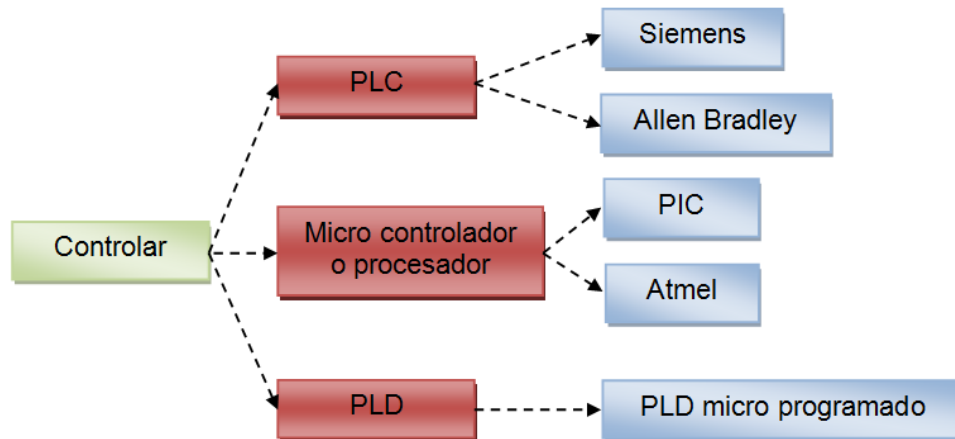 Controlar
PLC
Siemens
Allen Bradley
Micro controlador
o procesador
PIC
Atmel
PLD
PLD micro programado